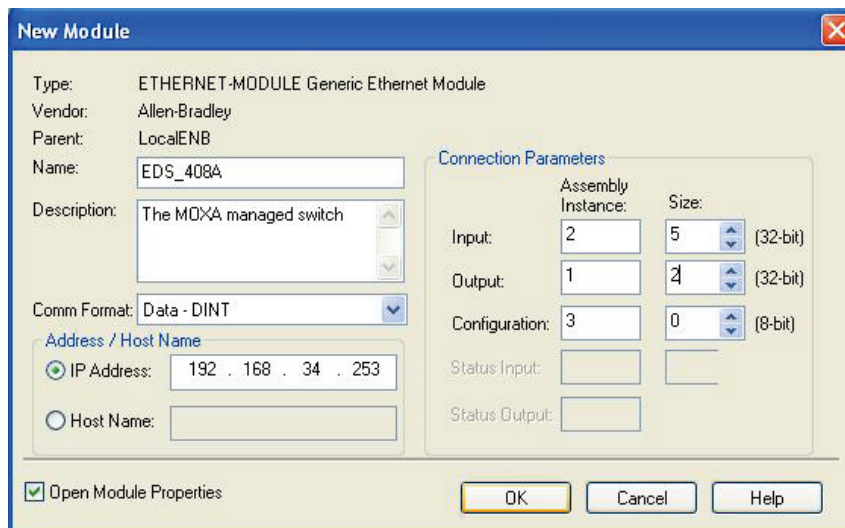 New Module
Type: ETHERNET-MODULE Generic Ethernet Module
Vendor: Allen-Bradley
Parent: LocalENB
Name: EDS_408A
Description: The MOXA managed switch
Comm Format: Data - DINT
Address / Host Name
IP Address: 192 . 168 . 34 . 253
Host Name:
Connection Parameters
Assembly Instance: Size:
Input: 2 5 (32-bit)
Output: 1 2 (32-bit)
Configuration: 3 0 (8-bit)
Status Input:
Status Output:
Open Module Properties
OK Cancel Help